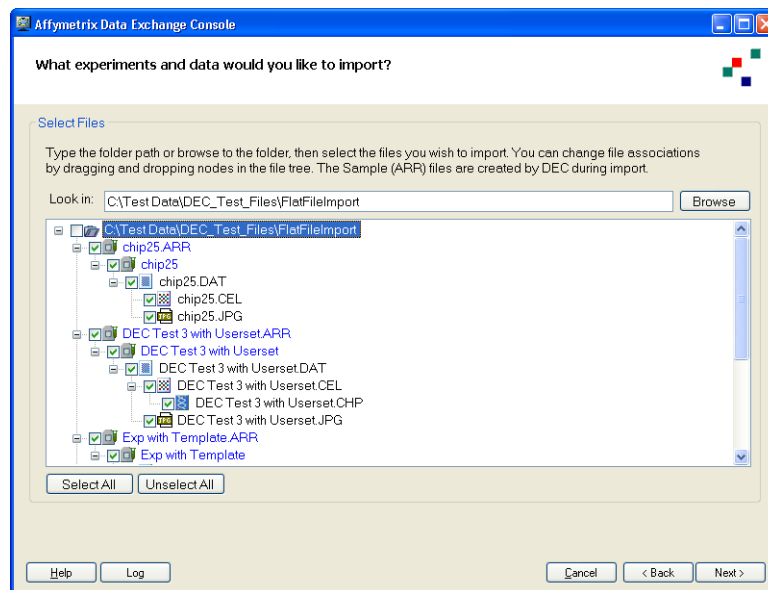 Affymetrix Data Exchange Console
What experiments and data would you like to import?
Select Files
Type the folder path or browse to the folder, then select the files you wish to import. You can change file associations
by dragging and dropping nodes in the file tree. The Sample (ARR) files are created by DEC during import.
Look in: C:\Test Data\DEC_Test_Files\FlatFileImport Browse
C:\Test Data\DEC_Test_Files\FlatFileImport
chip25.ARR
chip25
chip25.DAT
chip25.CEL
chip25.JPG
DEC Test 3 with Userset.ARR
DEC Test 3 with Userset
DEC Test 3 with Userset.DAT
DEC Test 3 with Userset.CEL
DEC Test 3 with Userset.CHP
DEC Test 3 with Userset.JPG
Exp with Template.ARR
Exp with Template
Select All Unselect All
Help Log Cancel < Back Next >